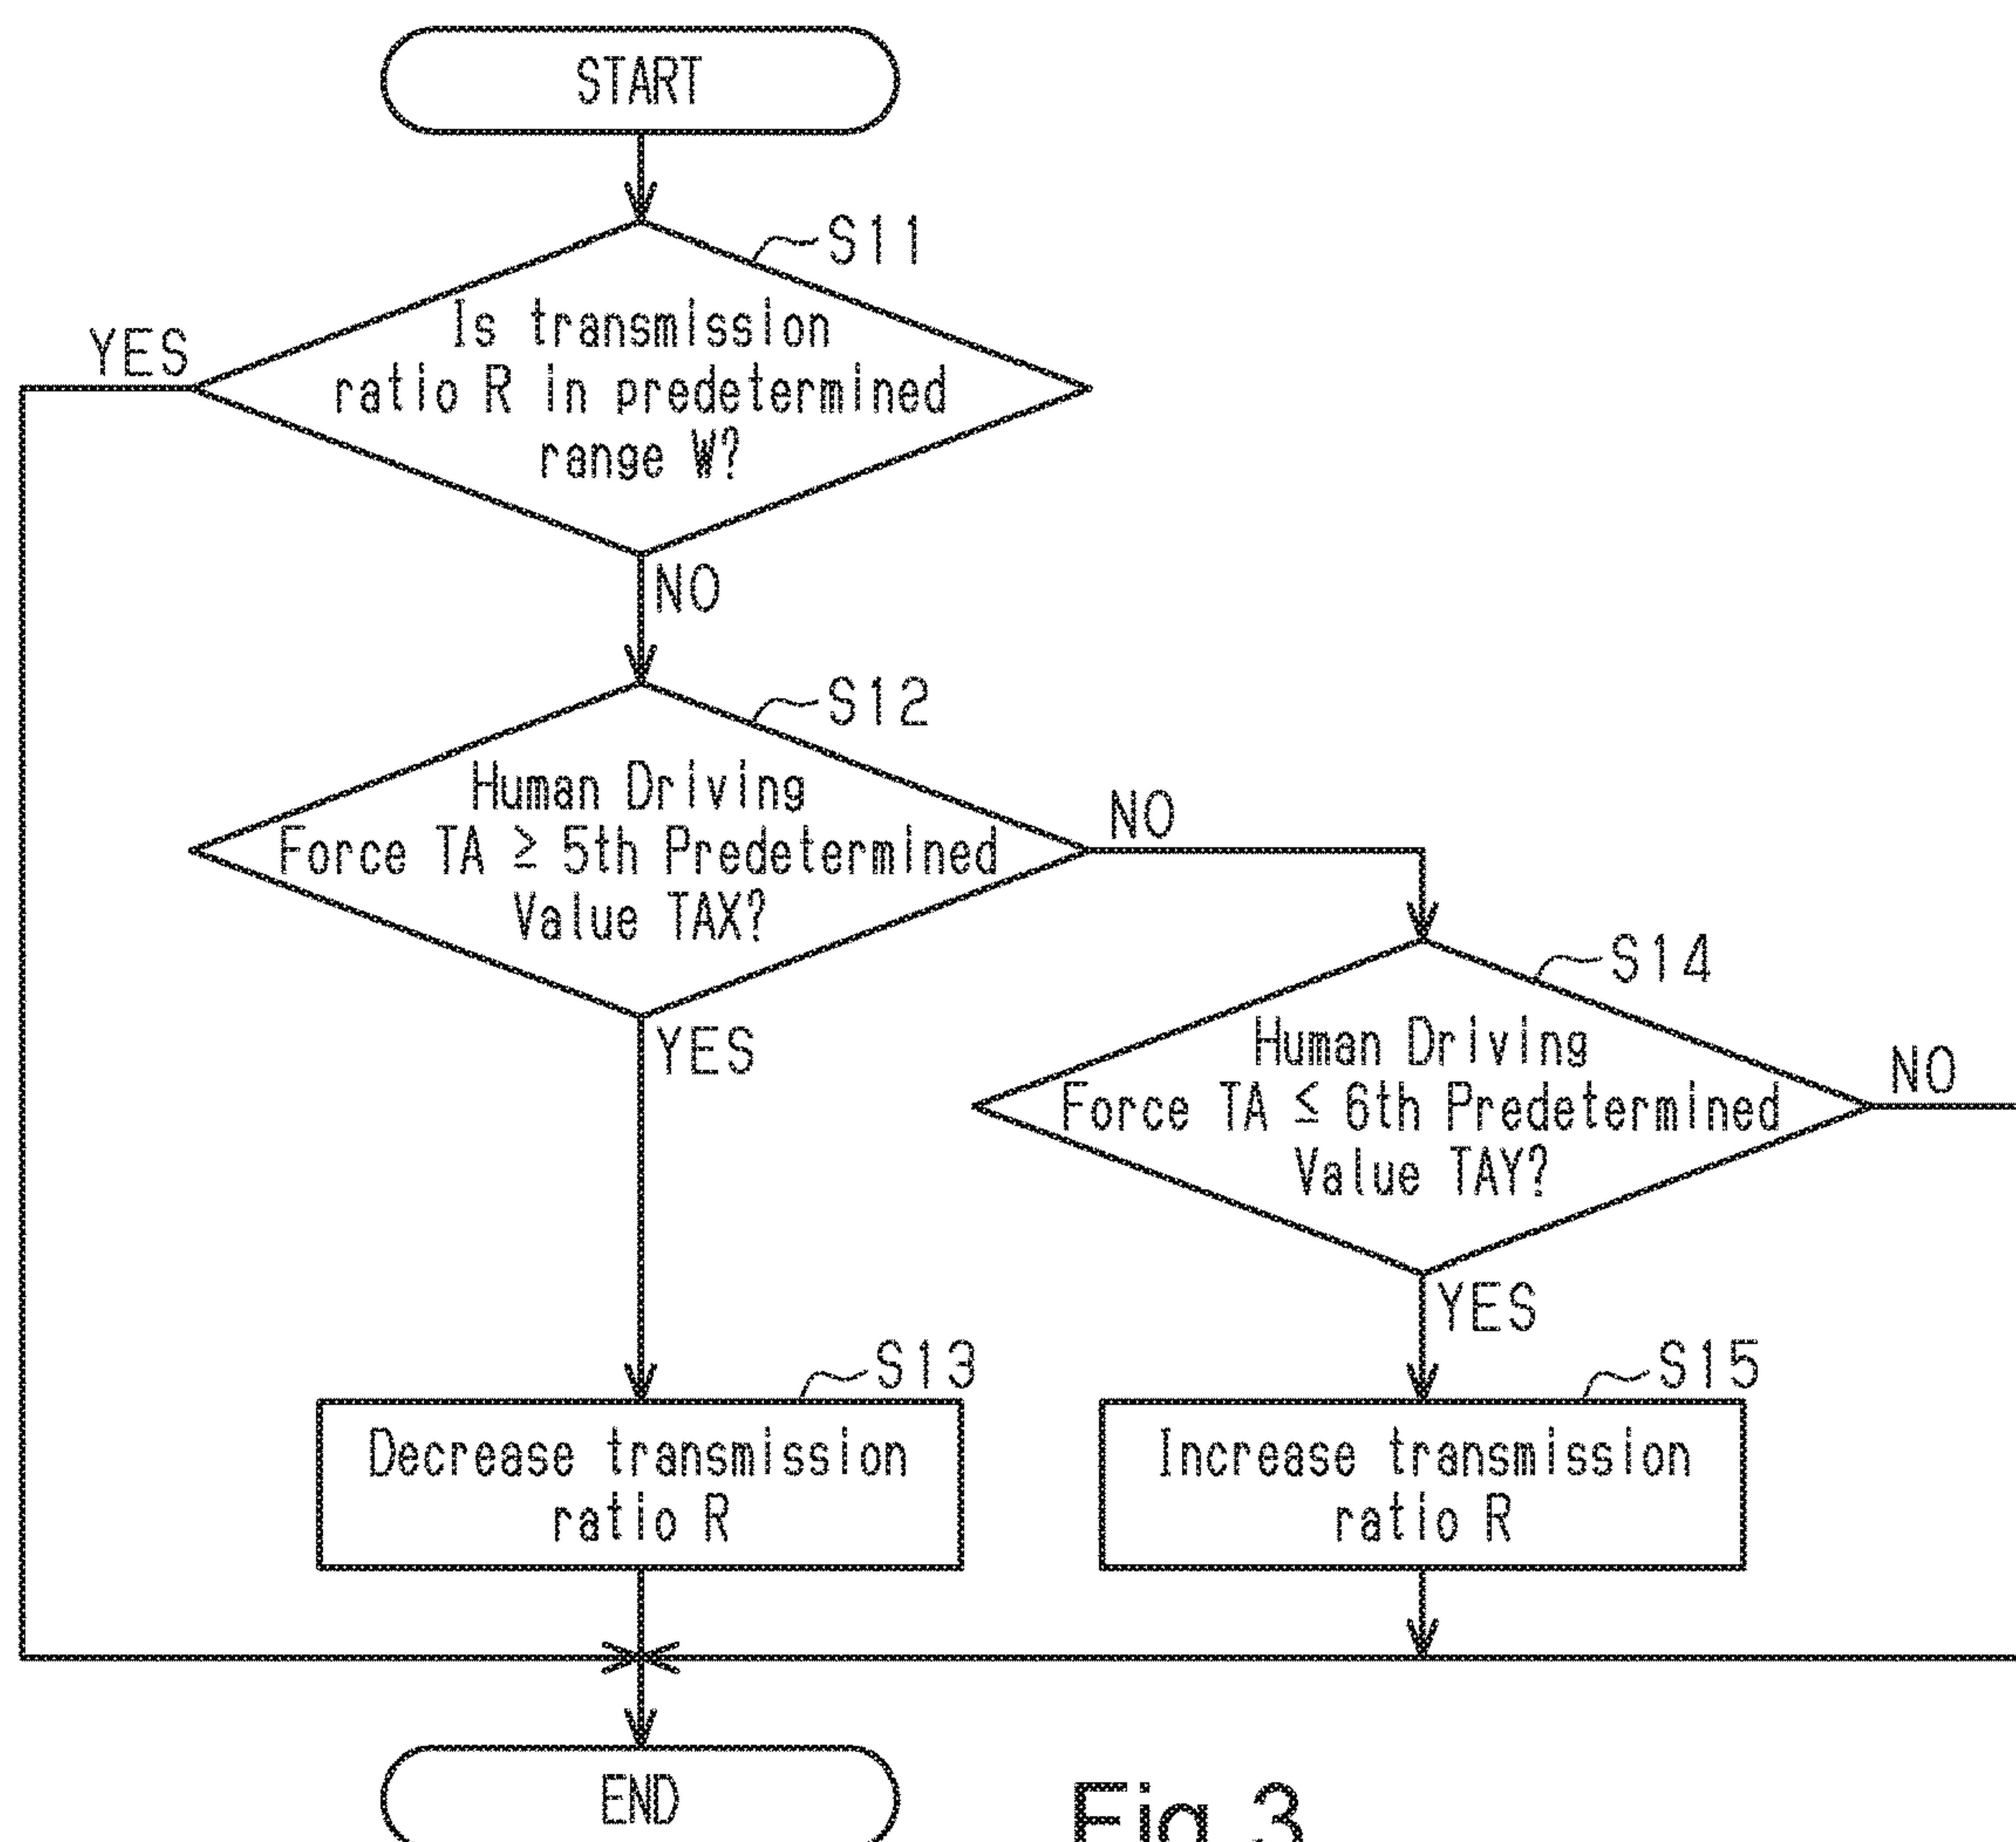 START
S11
Is transmission
ratio R in predetermined
range W?
YES
NO
S12
Human Driving
Force TA ≥ 5th Predetermined
Value TAX?
NO
YES
S14
Human Driving
Force TA ≤ 6th Predetermined
Value TAY?
NO
YES
S13
Decrease transmission
ratio R
S15
Increase transmission
ratio R
END
Fig.3